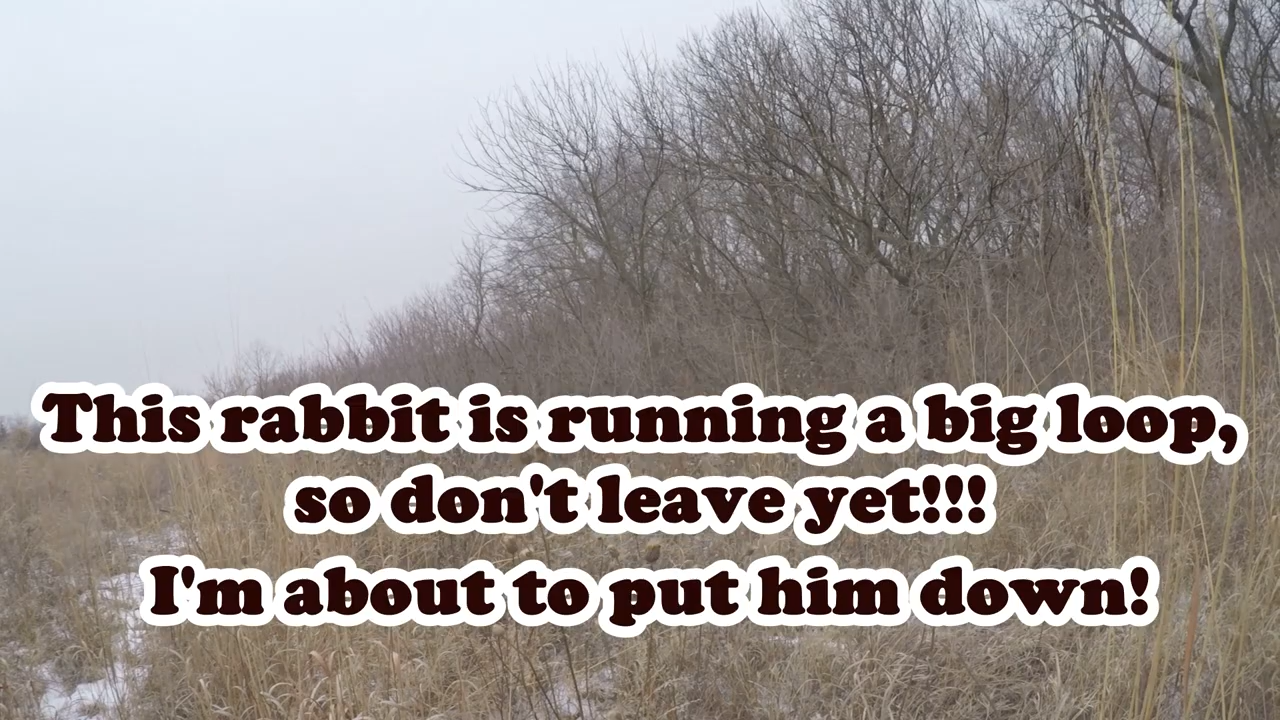 This rabbit is running a big loop,
so don't leave yet!!!
I'm about to put him down!